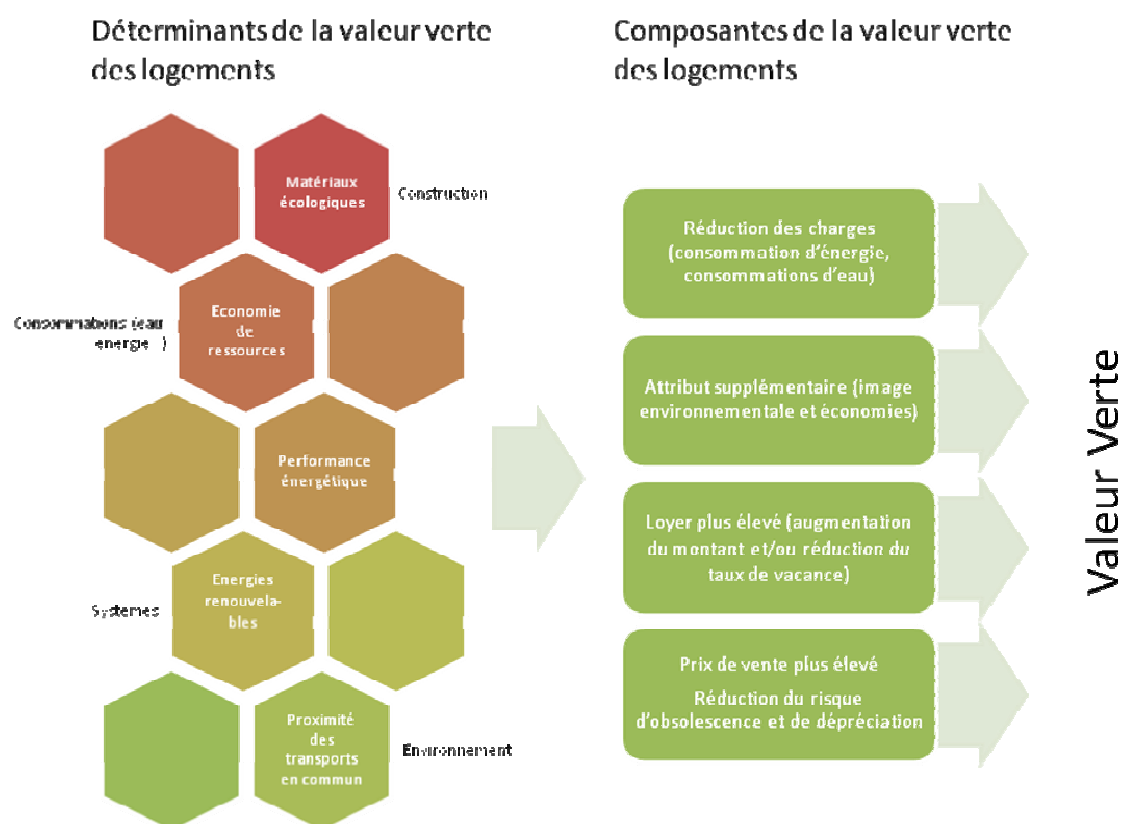 Déterminants de la valeur verte
des logements
Matériaux
écologiques
Construction
Economie
de
ressources
Consommations (eau
energie ...)
Performance
énergétique
Energies
renouvela-
bles
Systèmes
Proximité
des
transports
en commun
Environnement
Composantes de la valeur verte
des logements
Réduction des charges
(consommation d'énergie,
consommations d'eau)
Attribut supplémentaire (image
environnementale et économies)
Loyer plus élevé (augmentation
du montant et/ou réduction du
taux de vacance)
Prix de vente plus élevé
Réduction du risque
d'obsolescence et de dépréciation
Valeur Verte